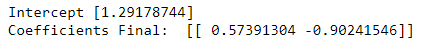 Intercept [1.29178744]
Coefficients Final:  [[ 0.57391304 -0.90241546]]